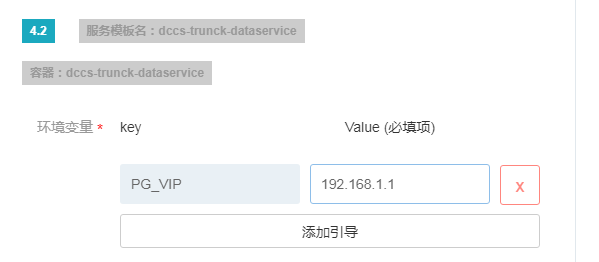 4.2 服务模板名：dccs-trunck-dataservice
容器：dccs-trunck-dataservice
环境变量 * key Value (必填项)
PG_VIP 192.168.1.1 X
添加引导